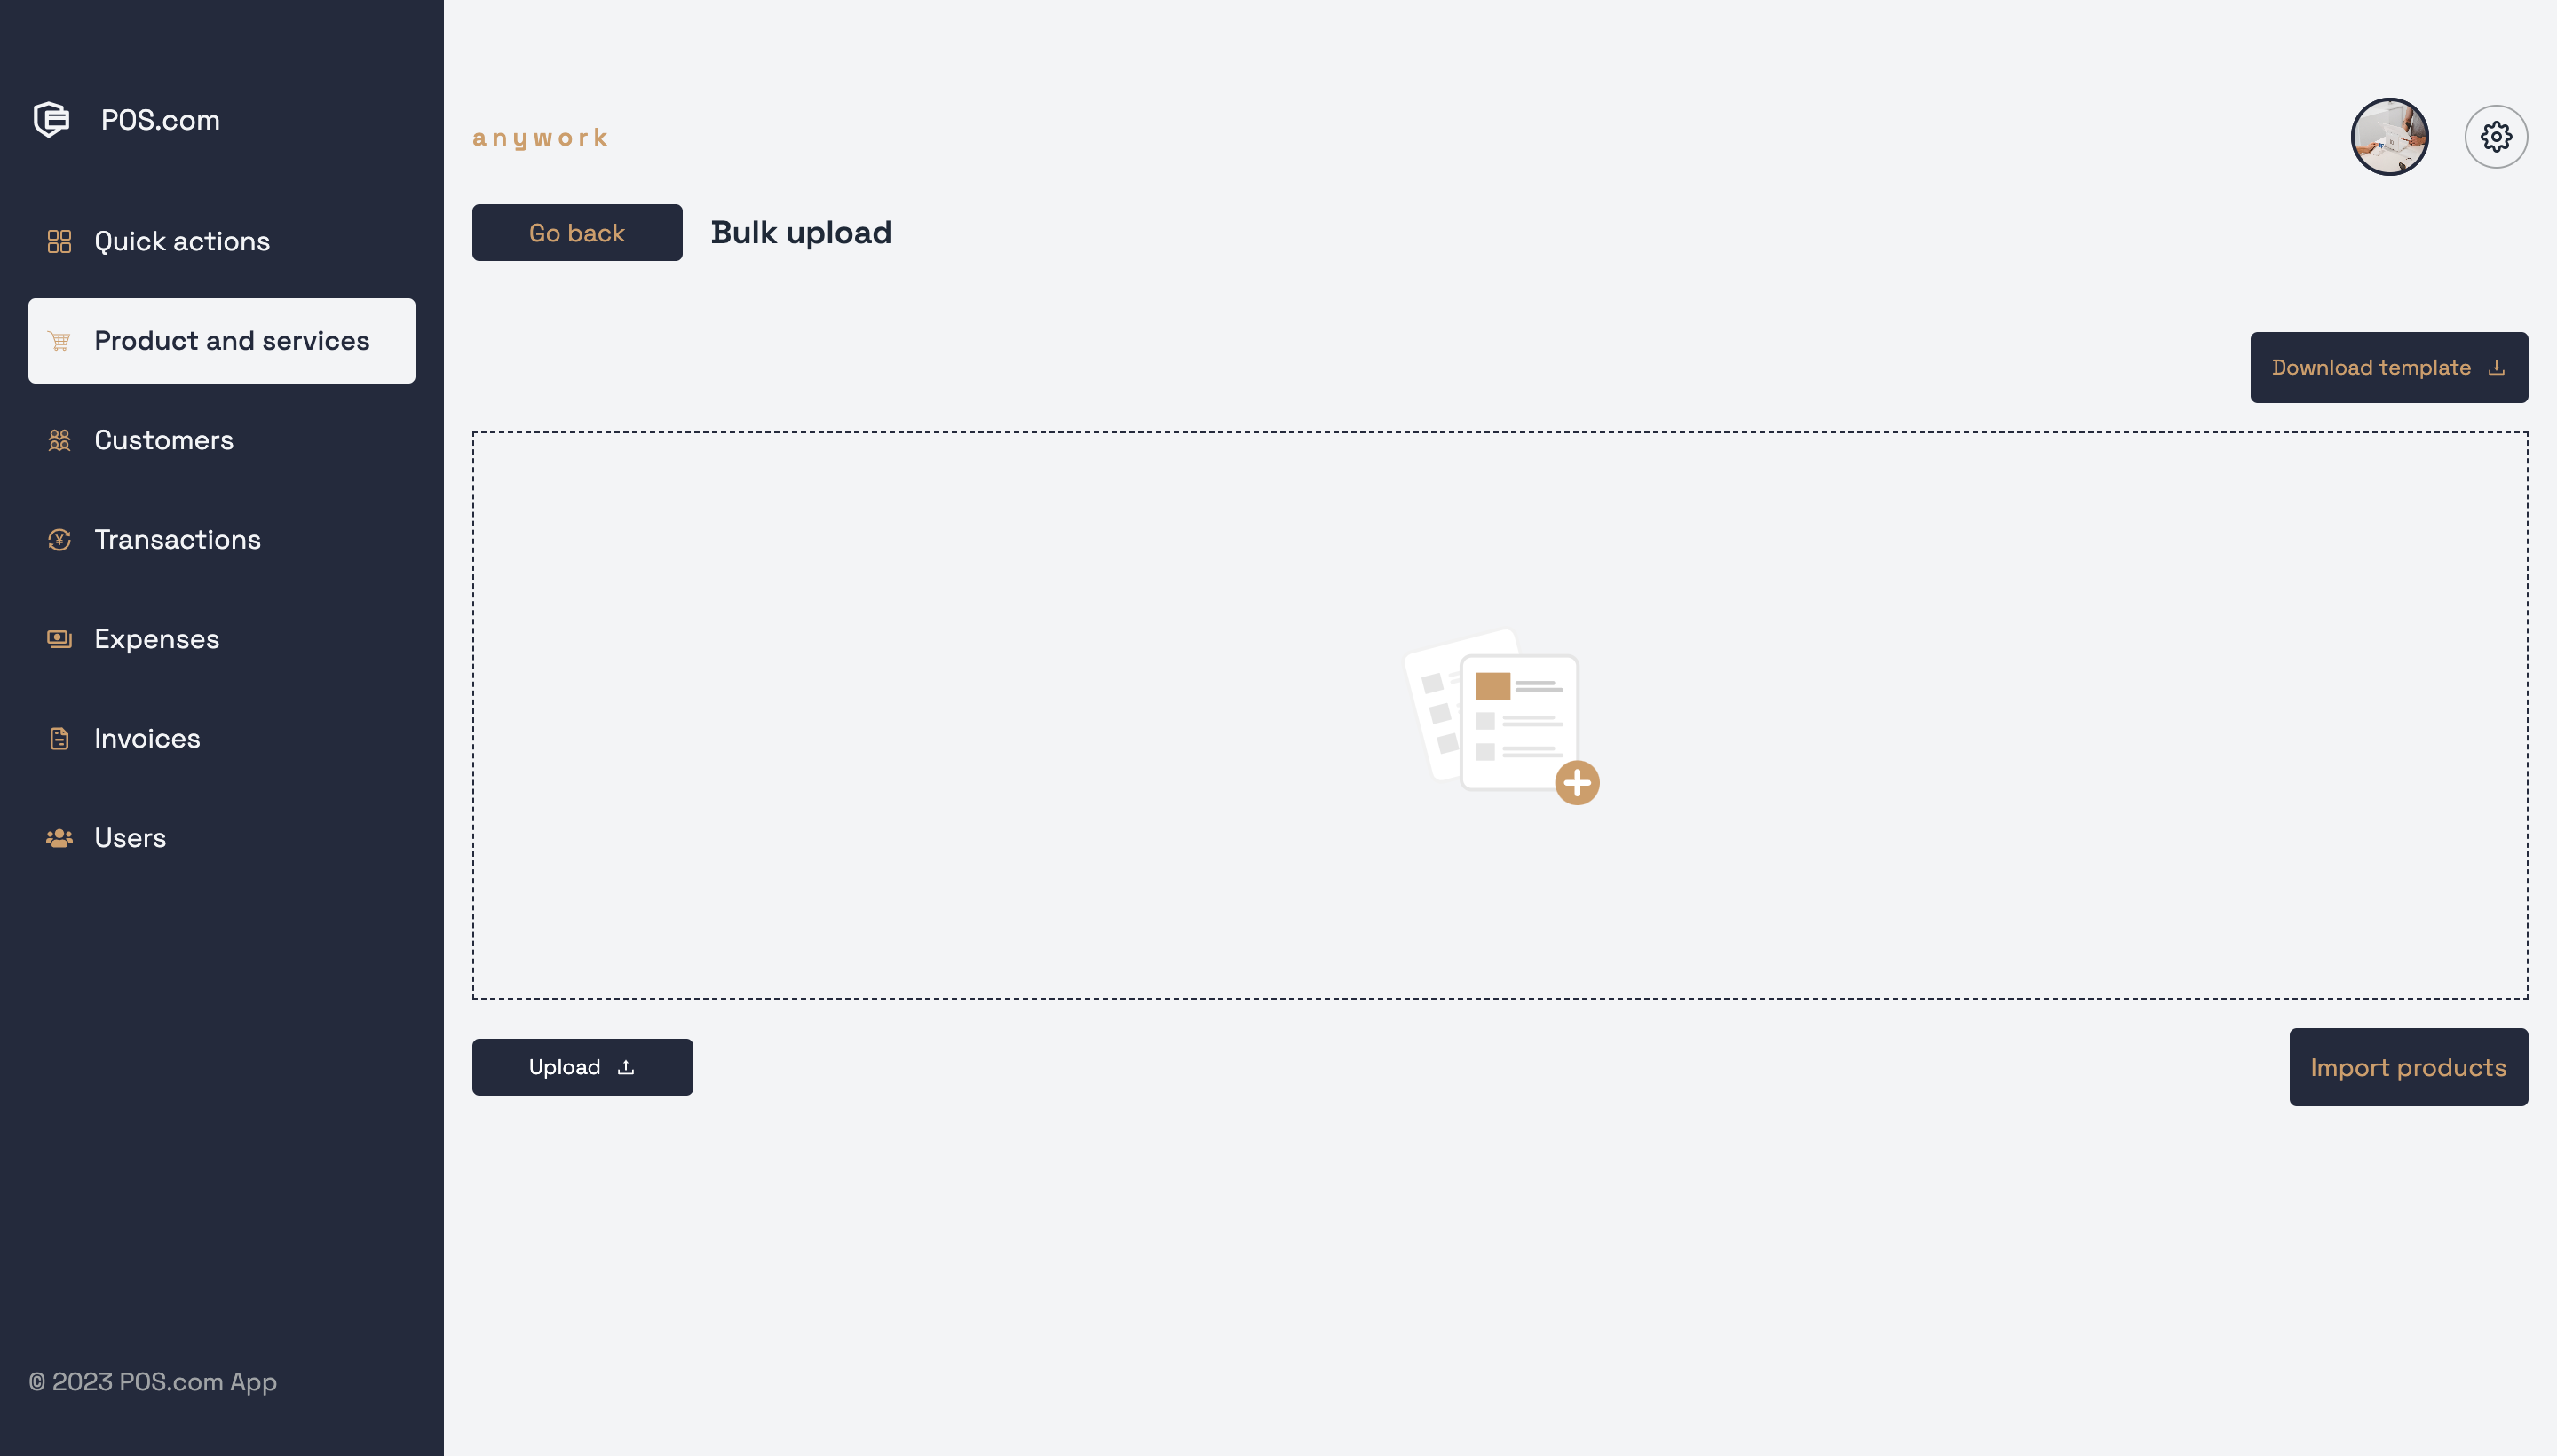 POS.com
Quick actions
Product and services
Customers
Transactions
Expenses
Invoices
Users
© 2023 POS.com App
anywork
Go back
Bulk upload
Download template
Upload
Import products